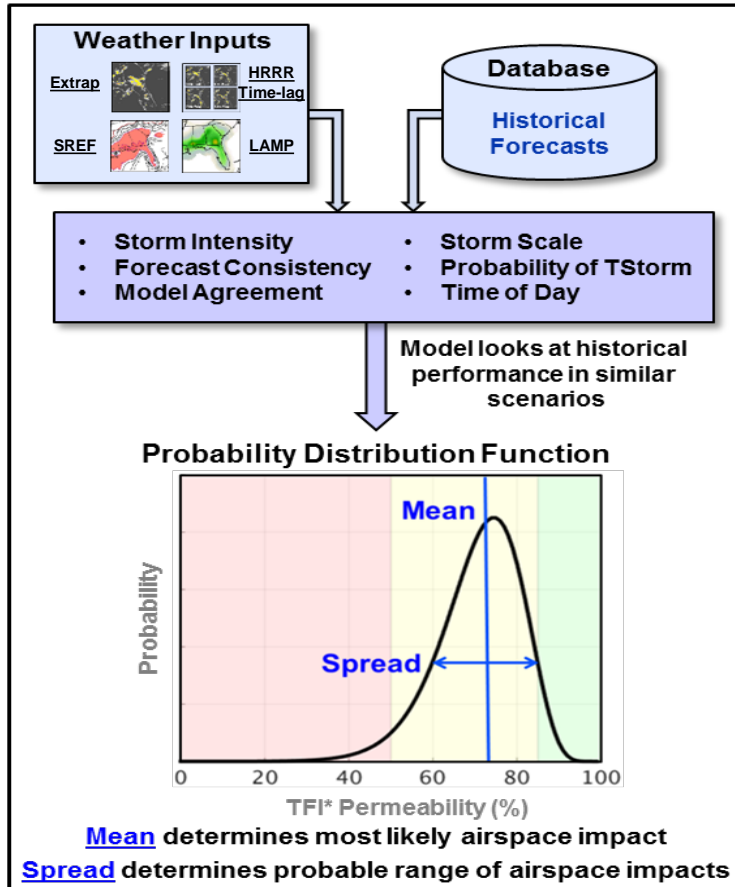 Weather Inputs
Extrap
HRRR
Time-lag
SREF
LAMP
Database
Historical
Forecasts
• Storm Intensity
• Forecast Consistency
• Model Agreement
• Storm Scale
• Probability of TStorm
• Time of Day
Model looks at historical
performance in similar
scenarios
Probability Distribution Function
Mean
Spread
Probability
0 20 40 60 80 100
TFI* Permeability (%)
Mean determines most likely airspace impact
Spread determines probable range of airspace impacts